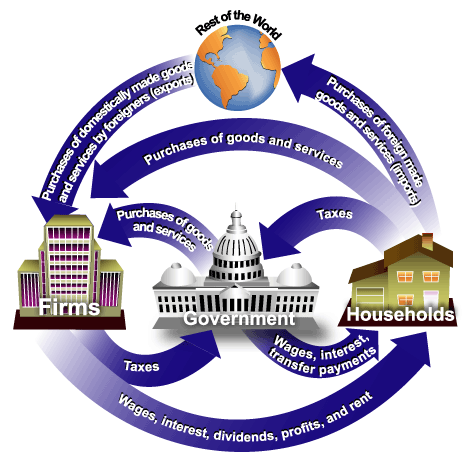 Rest of the World
Purchases of domestically made goods
and services by foreigners (exports)
Purchases of foreign made
goods and services (imports)
Purchases of goods and services
Purchases of goods
and services
Taxes
Firms
Government
Households
Taxes
Wages, interest,
transfer payments
Wages, interest, dividends, profits, and rent